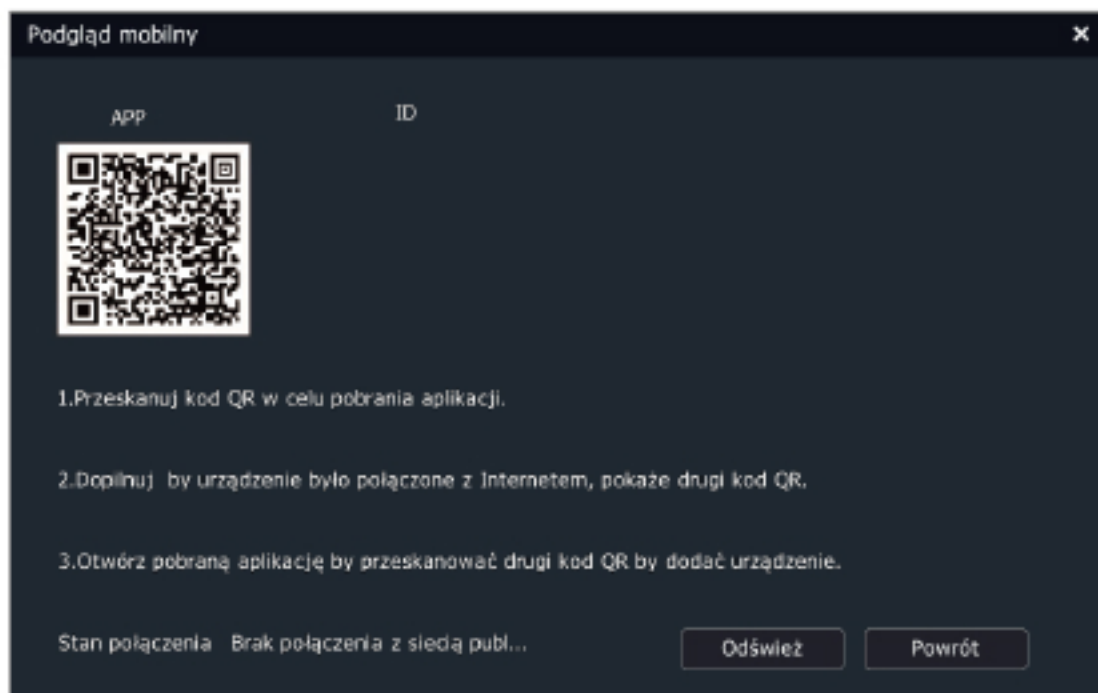 Podgląd mobilny ×
APP ID
1.Przeskanuj kod QR w celu pobrania aplikacji.
2.Dopilnuj by urządzenie było połączone z Internetem, pokaże drugi kod QR.
3.Otwórz pobraną aplikację by przeskanować drugi kod QR by dodać urządzenie.
Stan połączenia Brak połączenia z siecią publ...
Odśwież Powrót